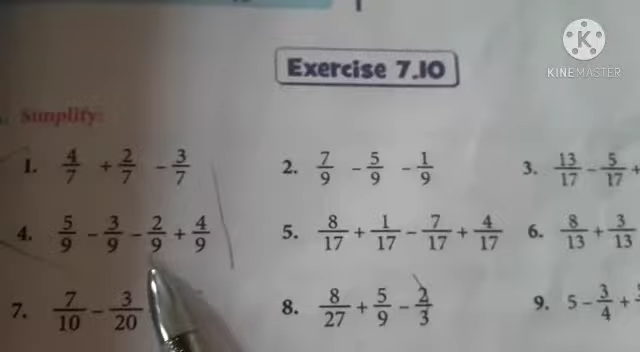 K
KINEMASTER
Exercise 7.10
Simplify:
1. 4/7 + 2/7 - 3/7
2. 7/9 - 5/9 - 1/9
3. 13/17 - 5/17 +
4. 5/9 - 3/9 - 2/9 + 4/9
5. 8/17 + 1/17 - 7/17 + 4/17
6. 8/13 + 3/13
7. 7/10 - 3/20
8. 8/27 + 5/9 - 2/3
9. 5 - 3/4 +